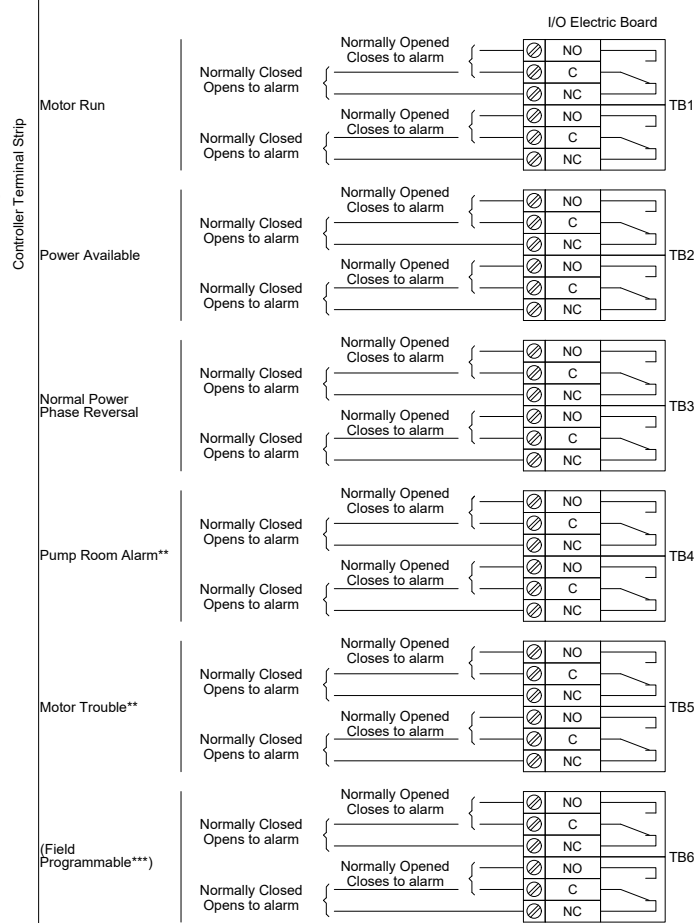 I/O Electric Board
Controller Terminal Strip
Motor Run
Normally Opened
Closes to alarm
Normally Closed
Opens to alarm
NO
C
NC
Normally Opened
Closes to alarm
Normally Closed
Opens to alarm
NO
C
NC
TB1
Power Available
Normally Opened
Closes to alarm
Normally Closed
Opens to alarm
NO
C
NC
Normally Opened
Closes to alarm
Normally Closed
Opens to alarm
NO
C
NC
TB2
Normal Power
Phase Reversal
Normally Opened
Closes to alarm
Normally Closed
Opens to alarm
NO
C
NC
Normally Opened
Closes to alarm
Normally Closed
Opens to alarm
NO
C
NC
TB3
Pump Room Alarm**
Normally Opened
Closes to alarm
Normally Closed
Opens to alarm
NO
C
NC
Normally Opened
Closes to alarm
Normally Closed
Opens to alarm
NO
C
NC
TB4
Motor Trouble**
Normally Opened
Closes to alarm
Normally Closed
Opens to alarm
NO
C
NC
Normally Opened
Closes to alarm
Normally Closed
Opens to alarm
NO
C
NC
TB5
(Field
Programmable***)
Normally Opened
Closes to alarm
Normally Closed
Opens to alarm
NO
C
NC
Normally Opened
Closes to alarm
Normally Closed
Opens to alarm
NO
C
NC
TB6